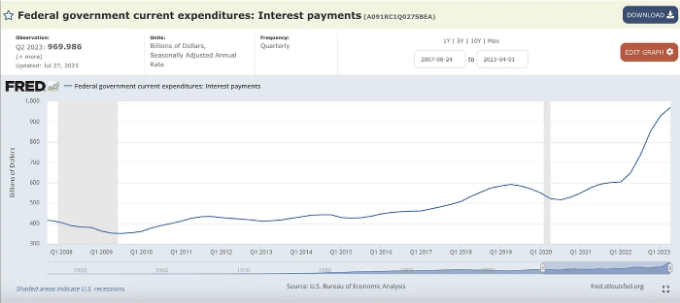 Federal government current expenditures: Interest payments (A091RC1Q027SBEA)
DOWNLOAD
Observation:
Q2 2023: 969.986
(+ more)
Updated: Jul 27, 2023
Units:
Billions of Dollars,
Seasonally Adjusted Annual
Rate
Frequency:
Quarterly
1Y | 5Y | 10Y | Max
2007-08-24 to 2023-04-01
EDIT GRAPH
FRED
Federal government current expenditures: Interest payments
Billions of Dollars
1,000
900
800
700
600
500
400
300
Q1 2008 Q1 2009 Q1 2010 Q1 2011 Q1 2012 Q1 2013 Q1 2014 Q1 2015 Q1 2016 Q1 2017 Q1 2018 Q1 2019 Q1 2020 Q1 2021 Q1 2022 Q1 2023
1950 1960 1970 1980
Shaded areas indicate U.S. recessions
Source: U.S. Bureau of Economic Analysis
fred.stlouisfed.org